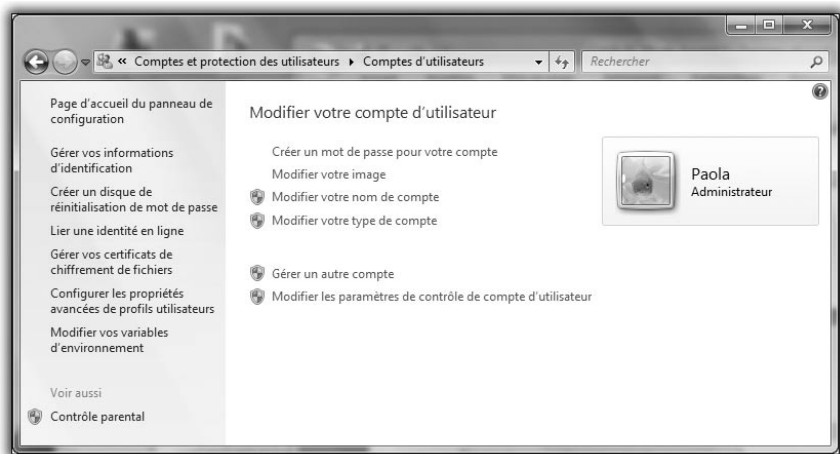 « Comptes et protection des utilisateurs ▸ Comptes d'utilisateurs
Rechercher
Page d'accueil du panneau de
configuration
Gérer vos informations
d'identification
Créer un disque de
réinitialisation de mot de passe
Lier une identité en ligne
Gérer vos certificats de
chiffrement de fichiers
Configurer les propriétés
avancées de profils utilisateurs
Modifier vos variables
d'environnement
Voir aussi
Contrôle parental
Modifier votre compte d'utilisateur
Créer un mot de passe pour votre compte
Modifier votre image
Modifier votre nom de compte
Modifier votre type de compte
Gérer un autre compte
Modifier les paramètres de contrôle de compte d'utilisateur
Paola
Administrateur